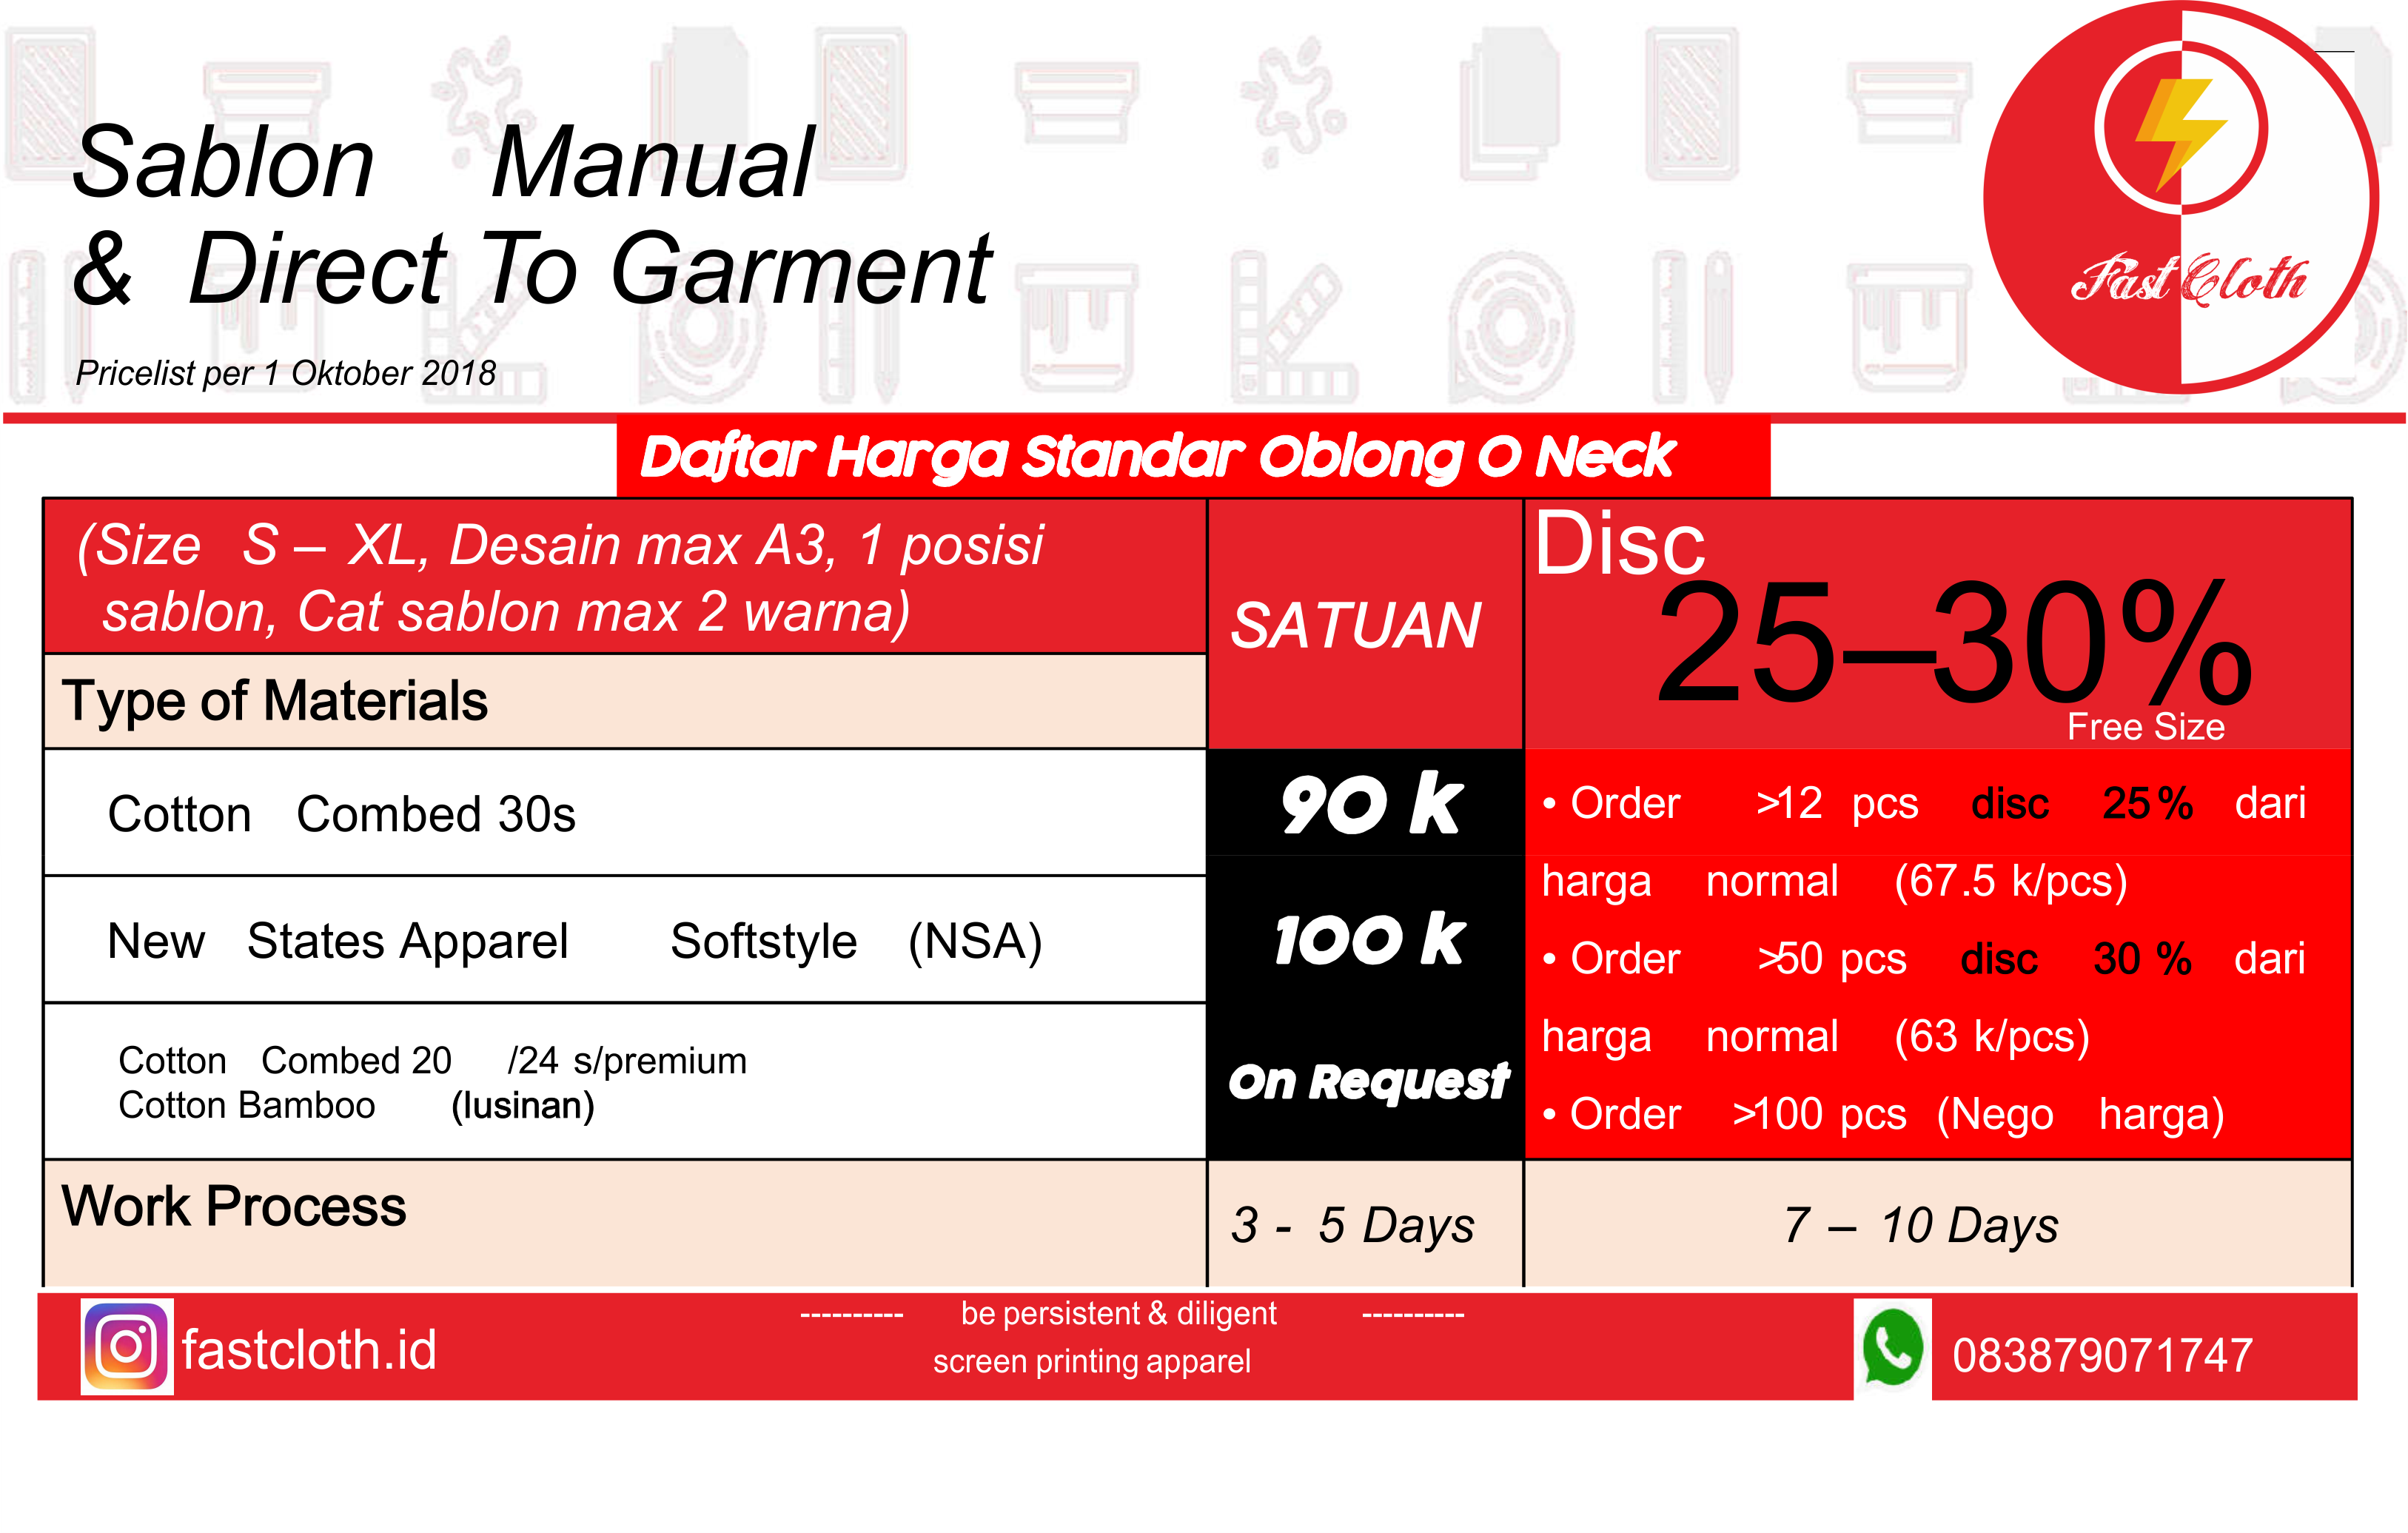 Sablon Manual
& Direct To Garment
Pricelist per 1 Oktober 2018
Fast Cloth
Daftar Harga Standar Oblong O Neck
(Size S – XL, Desain max A3, 1 posisi
sablon, Cat sablon max 2 warna)
SATUAN
Disc
25–30%
Free Size
Type of Materials
Cotton Combed 30s
90 k
New States Apparel Softstyle (NSA)
100 k
Cotton Combed 20 /24 s/premium
Cotton Bamboo (lusinan)
On Request
• Order >12 pcs disc 25 % dari
harga normal (67.5 k/pcs)
• Order >50 pcs disc 30 % dari
harga normal (63 k/pcs)
• Order >100 pcs (Nego harga)
Work Process
3 - 5 Days
7 – 10 Days
fastcloth.id
---------- be persistent & diligent ----------
screen printing apparel
083879071747